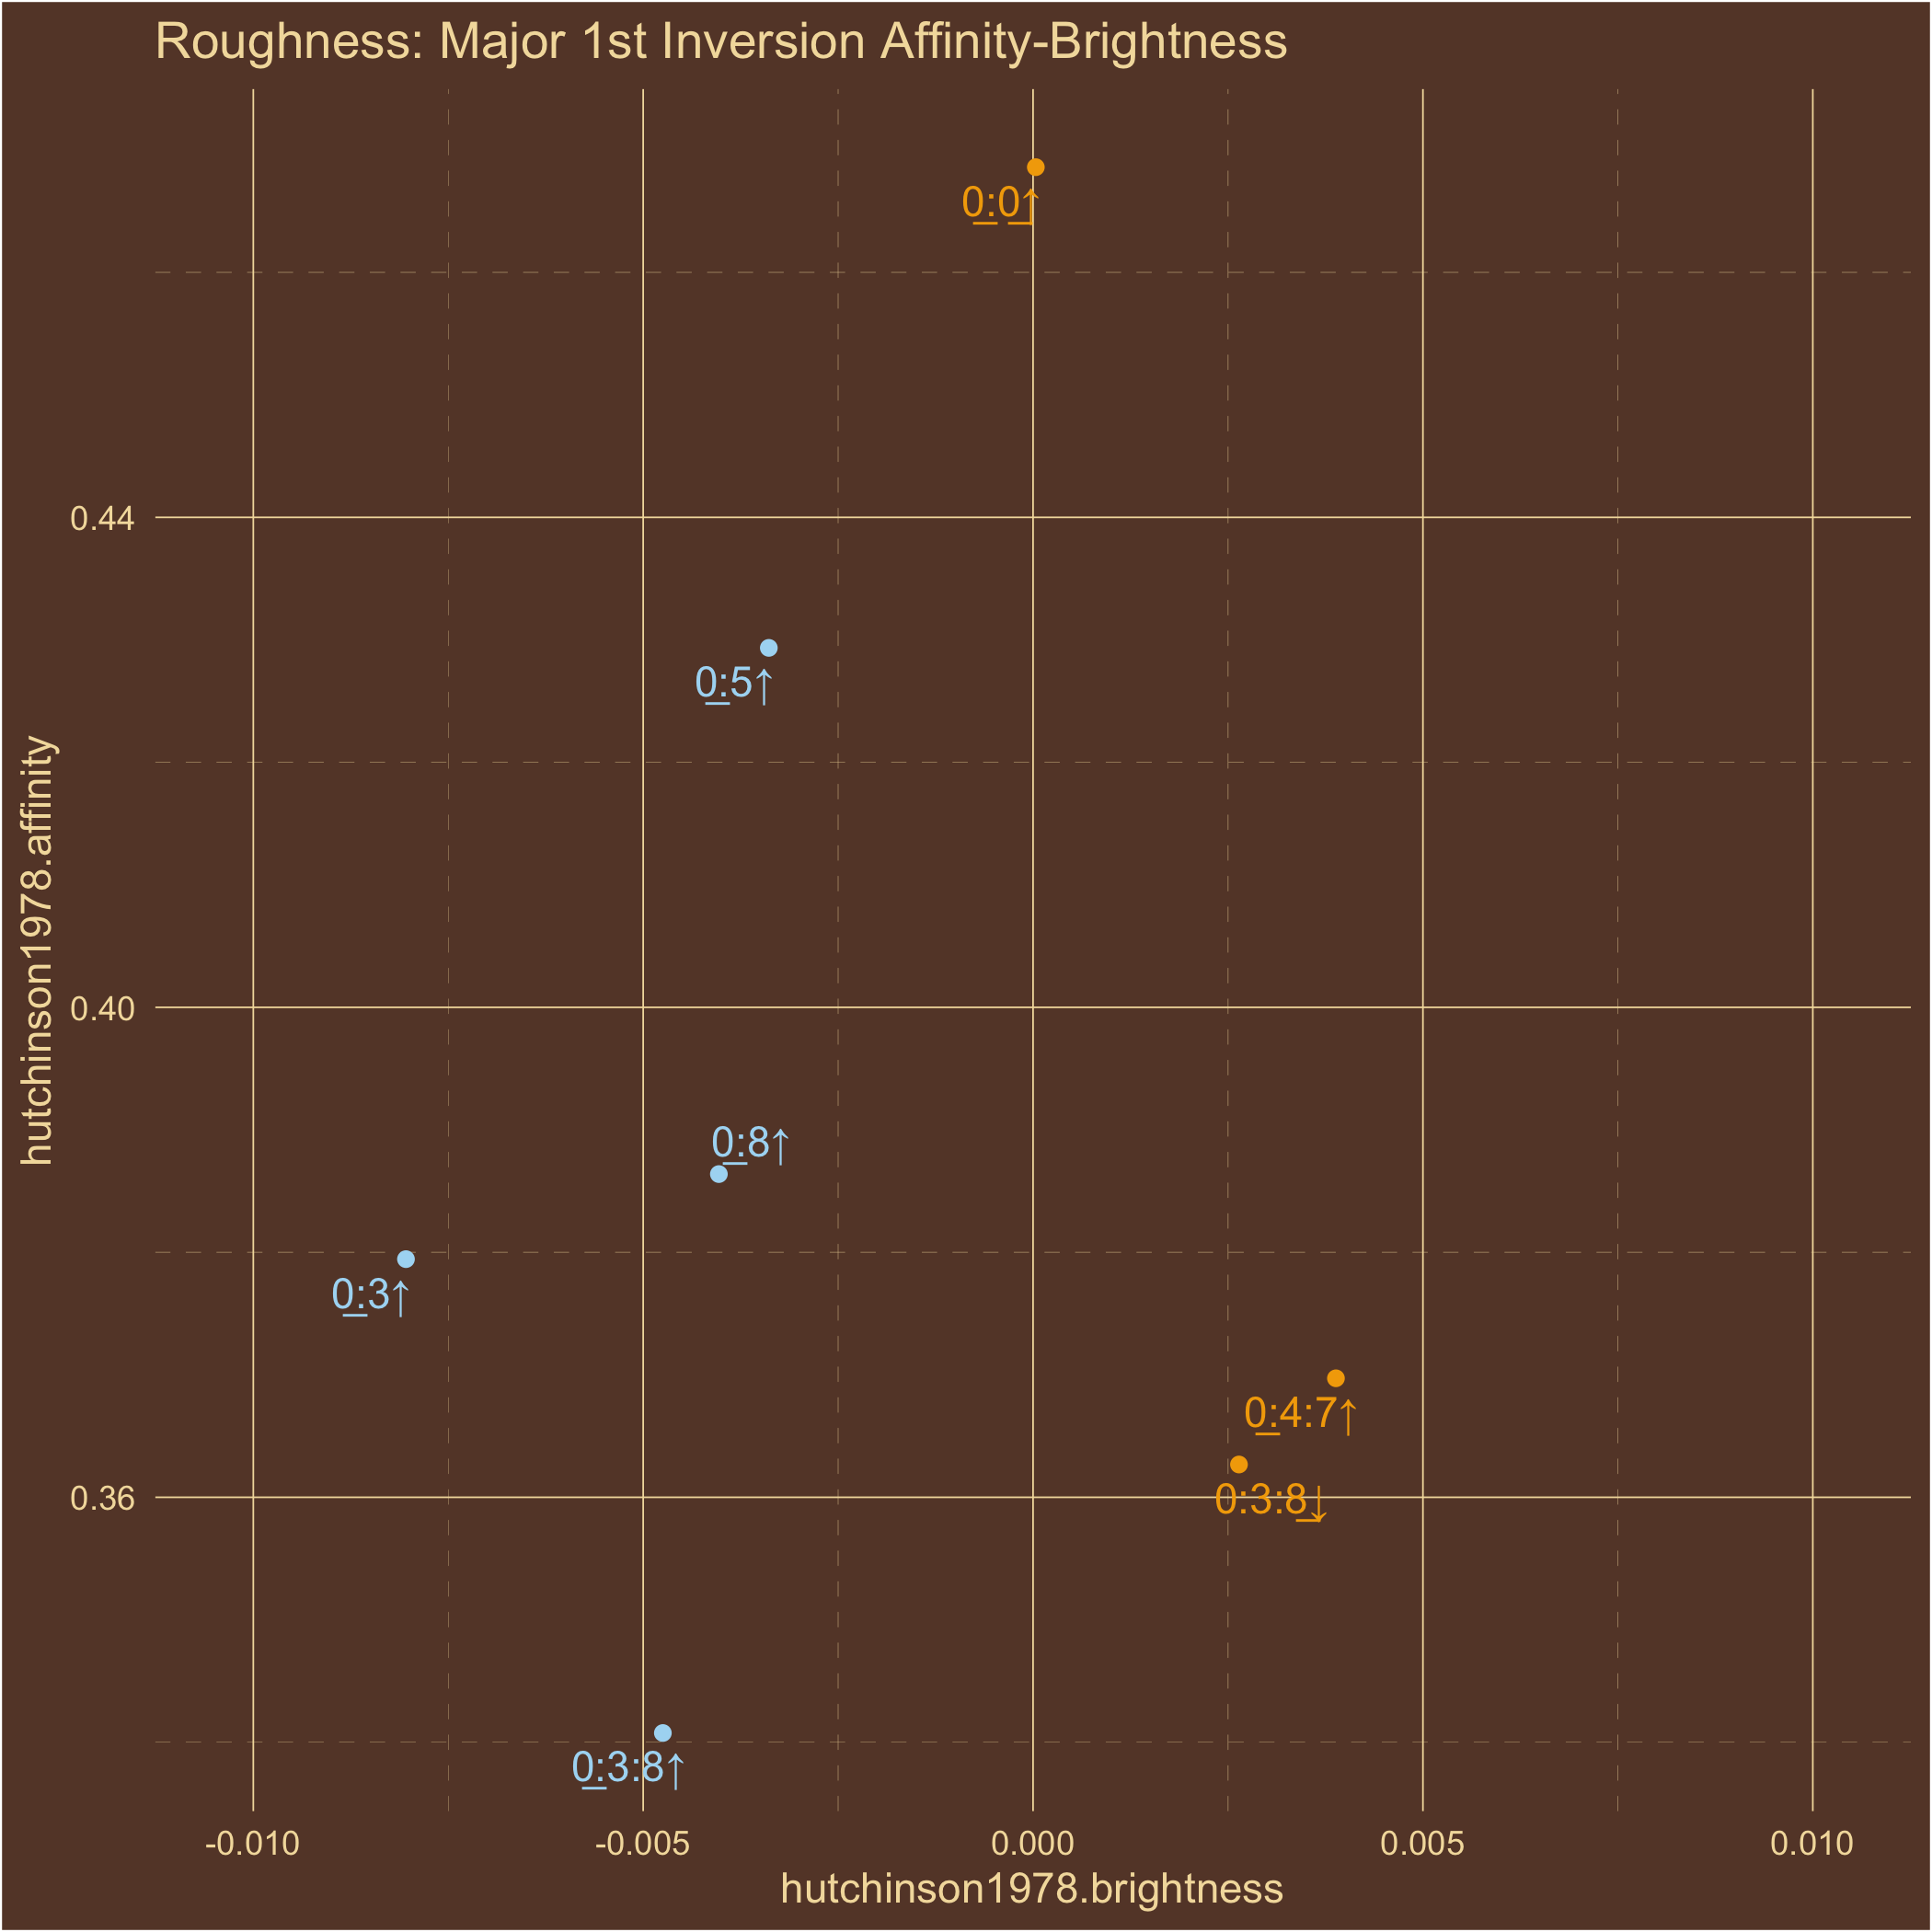 Roughness: Major 1st Inversion Affinity-Brightness
0:0↑
0.44
0:5↑
hutchinson1978.affinity
0.40
0:8↑
0:3↑
0:4:7↑
0.36
0:3:8↓
0:3:8↑
-0.010 -0.005 0.000 0.005 0.010
hutchinson1978.brightness